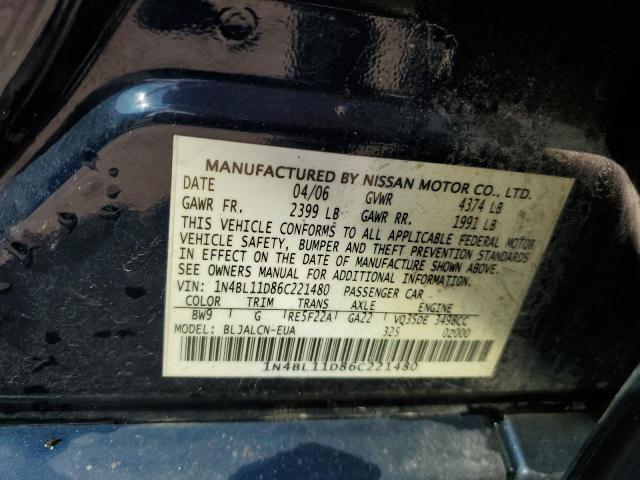 MANUFACTURED BY NISSAN MOTOR CO., LTD.
DATE 04/06 GVWR 4374 LB
GAWR FR. 2399 LB GAWR RR. 1991 LB
THIS VEHICLE CONFORMS TO ALL APPLICABLE FEDERAL MOTOR
VEHICLE SAFETY, BUMPER AND THEFT PREVENTION STANDARDS
IN EFFECT ON THE DATE OF MANUFACTURE SHOWN ABOVE.
SEE OWNERS MANUAL FOR ADDITIONAL INFORMATION.
VIN: 1N4BL11D86C221480 PASSENGER CAR
COLOR TRIM TRANS AXLE ENGINE
BW9 G RE5F22A GA22 VQ35DE 3498CC
MODEL: BLJALCN-EUA 325 02000
1N4BL11D86C221480